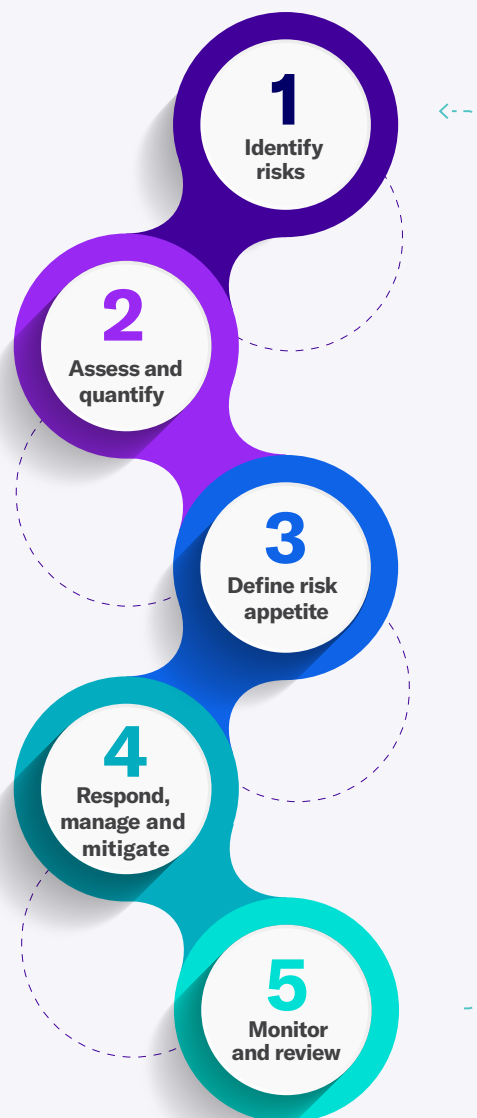 1
Identify
risks
2
Assess and
quantify
3
Define risk
appetite
4
Respond,
manage and
mitigate
5
Monitor
and review